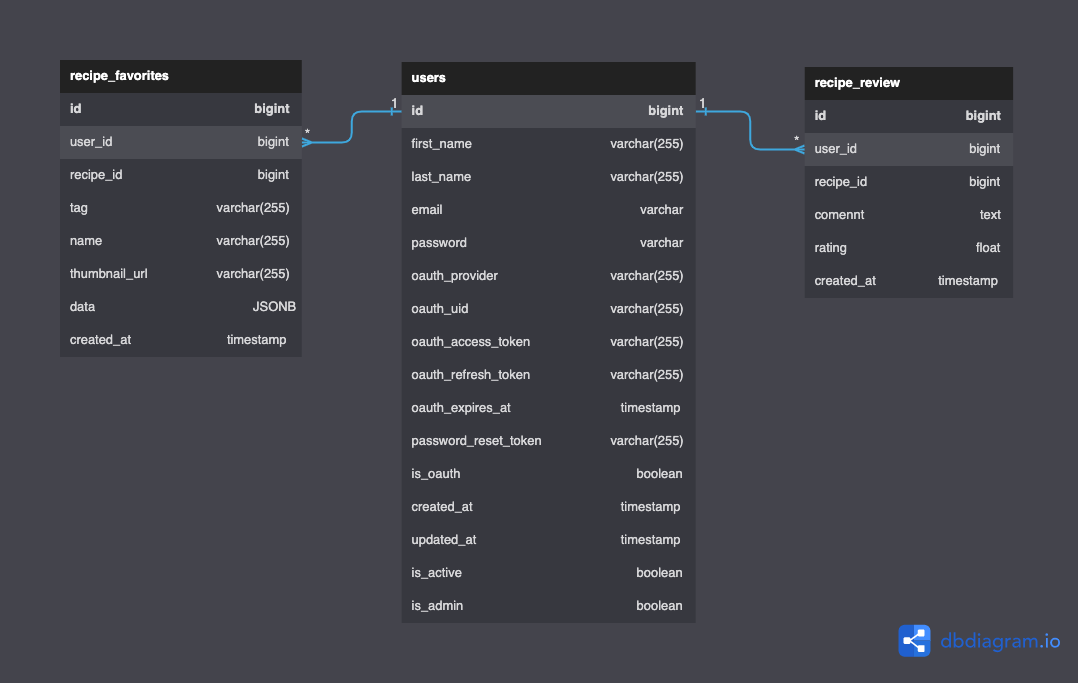 recipe_favorites
id bigint
user_id bigint
recipe_id bigint
tag varchar(255)
name varchar(255)
thumbnail_url varchar(255)
data JSONB
created_at timestamp
* 1
users
id bigint
first_name varchar(255)
last_name varchar(255)
email varchar
password varchar
oauth_provider varchar(255)
oauth_uid varchar(255)
oauth_access_token varchar(255)
oauth_refresh_token varchar(255)
oauth_expires_at timestamp
password_reset_token varchar(255)
is_oauth boolean
created_at timestamp
updated_at timestamp
is_active boolean
is_admin boolean
1 *
recipe_review
id bigint
user_id bigint
recipe_id bigint
comennt text
rating float
created_at timestamp
dbdiagram.io